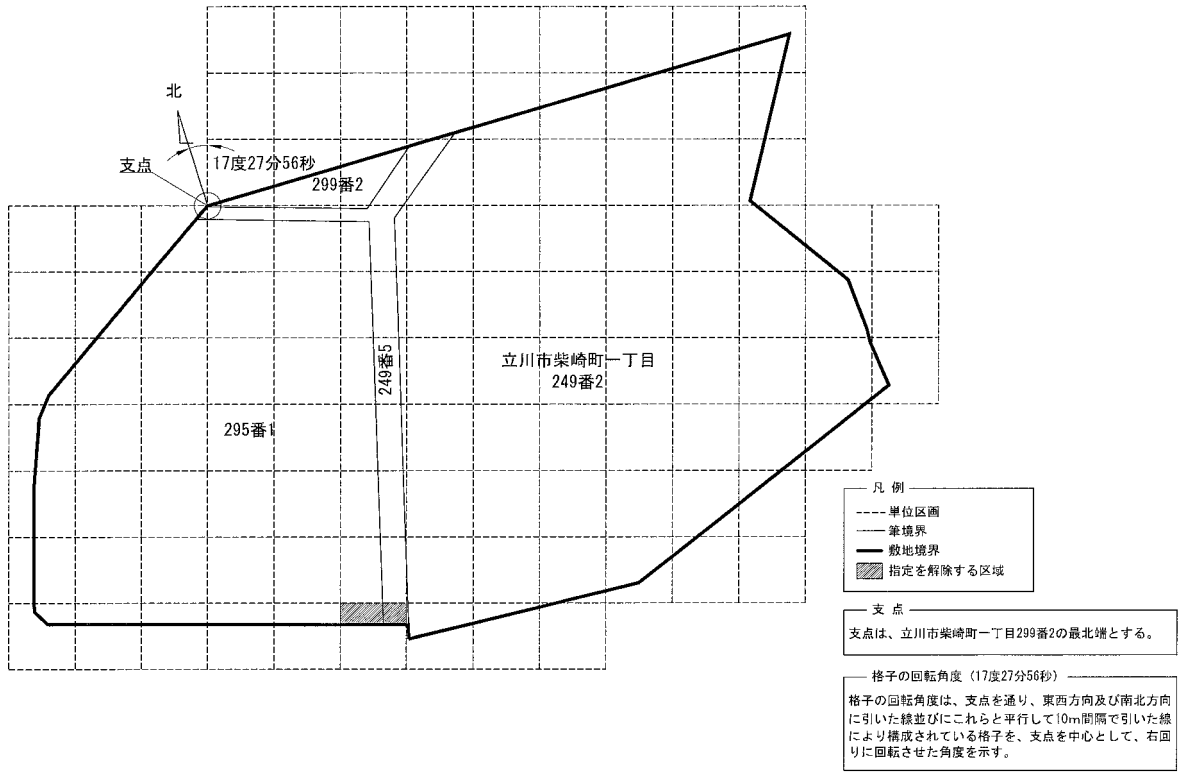 北
支点
17度27分56秒
299番2
249番5
立川市柴崎町一丁目
249番2
295番1
凡 例
単位区画
筆境界
敷地境界
指定を解除する区域
支 点
支点は、立川市柴崎町一丁目299番2の最北端とする。
格子の回転角度（17度27分56秒）
格子の回転角度は、支点を通り、東西方向及び南北方向
に引いた線並びにこれらと平行して10m間隔で引いた線
により構成されている格子を、支点を中心として、右回
りに回転させた角度を示す。